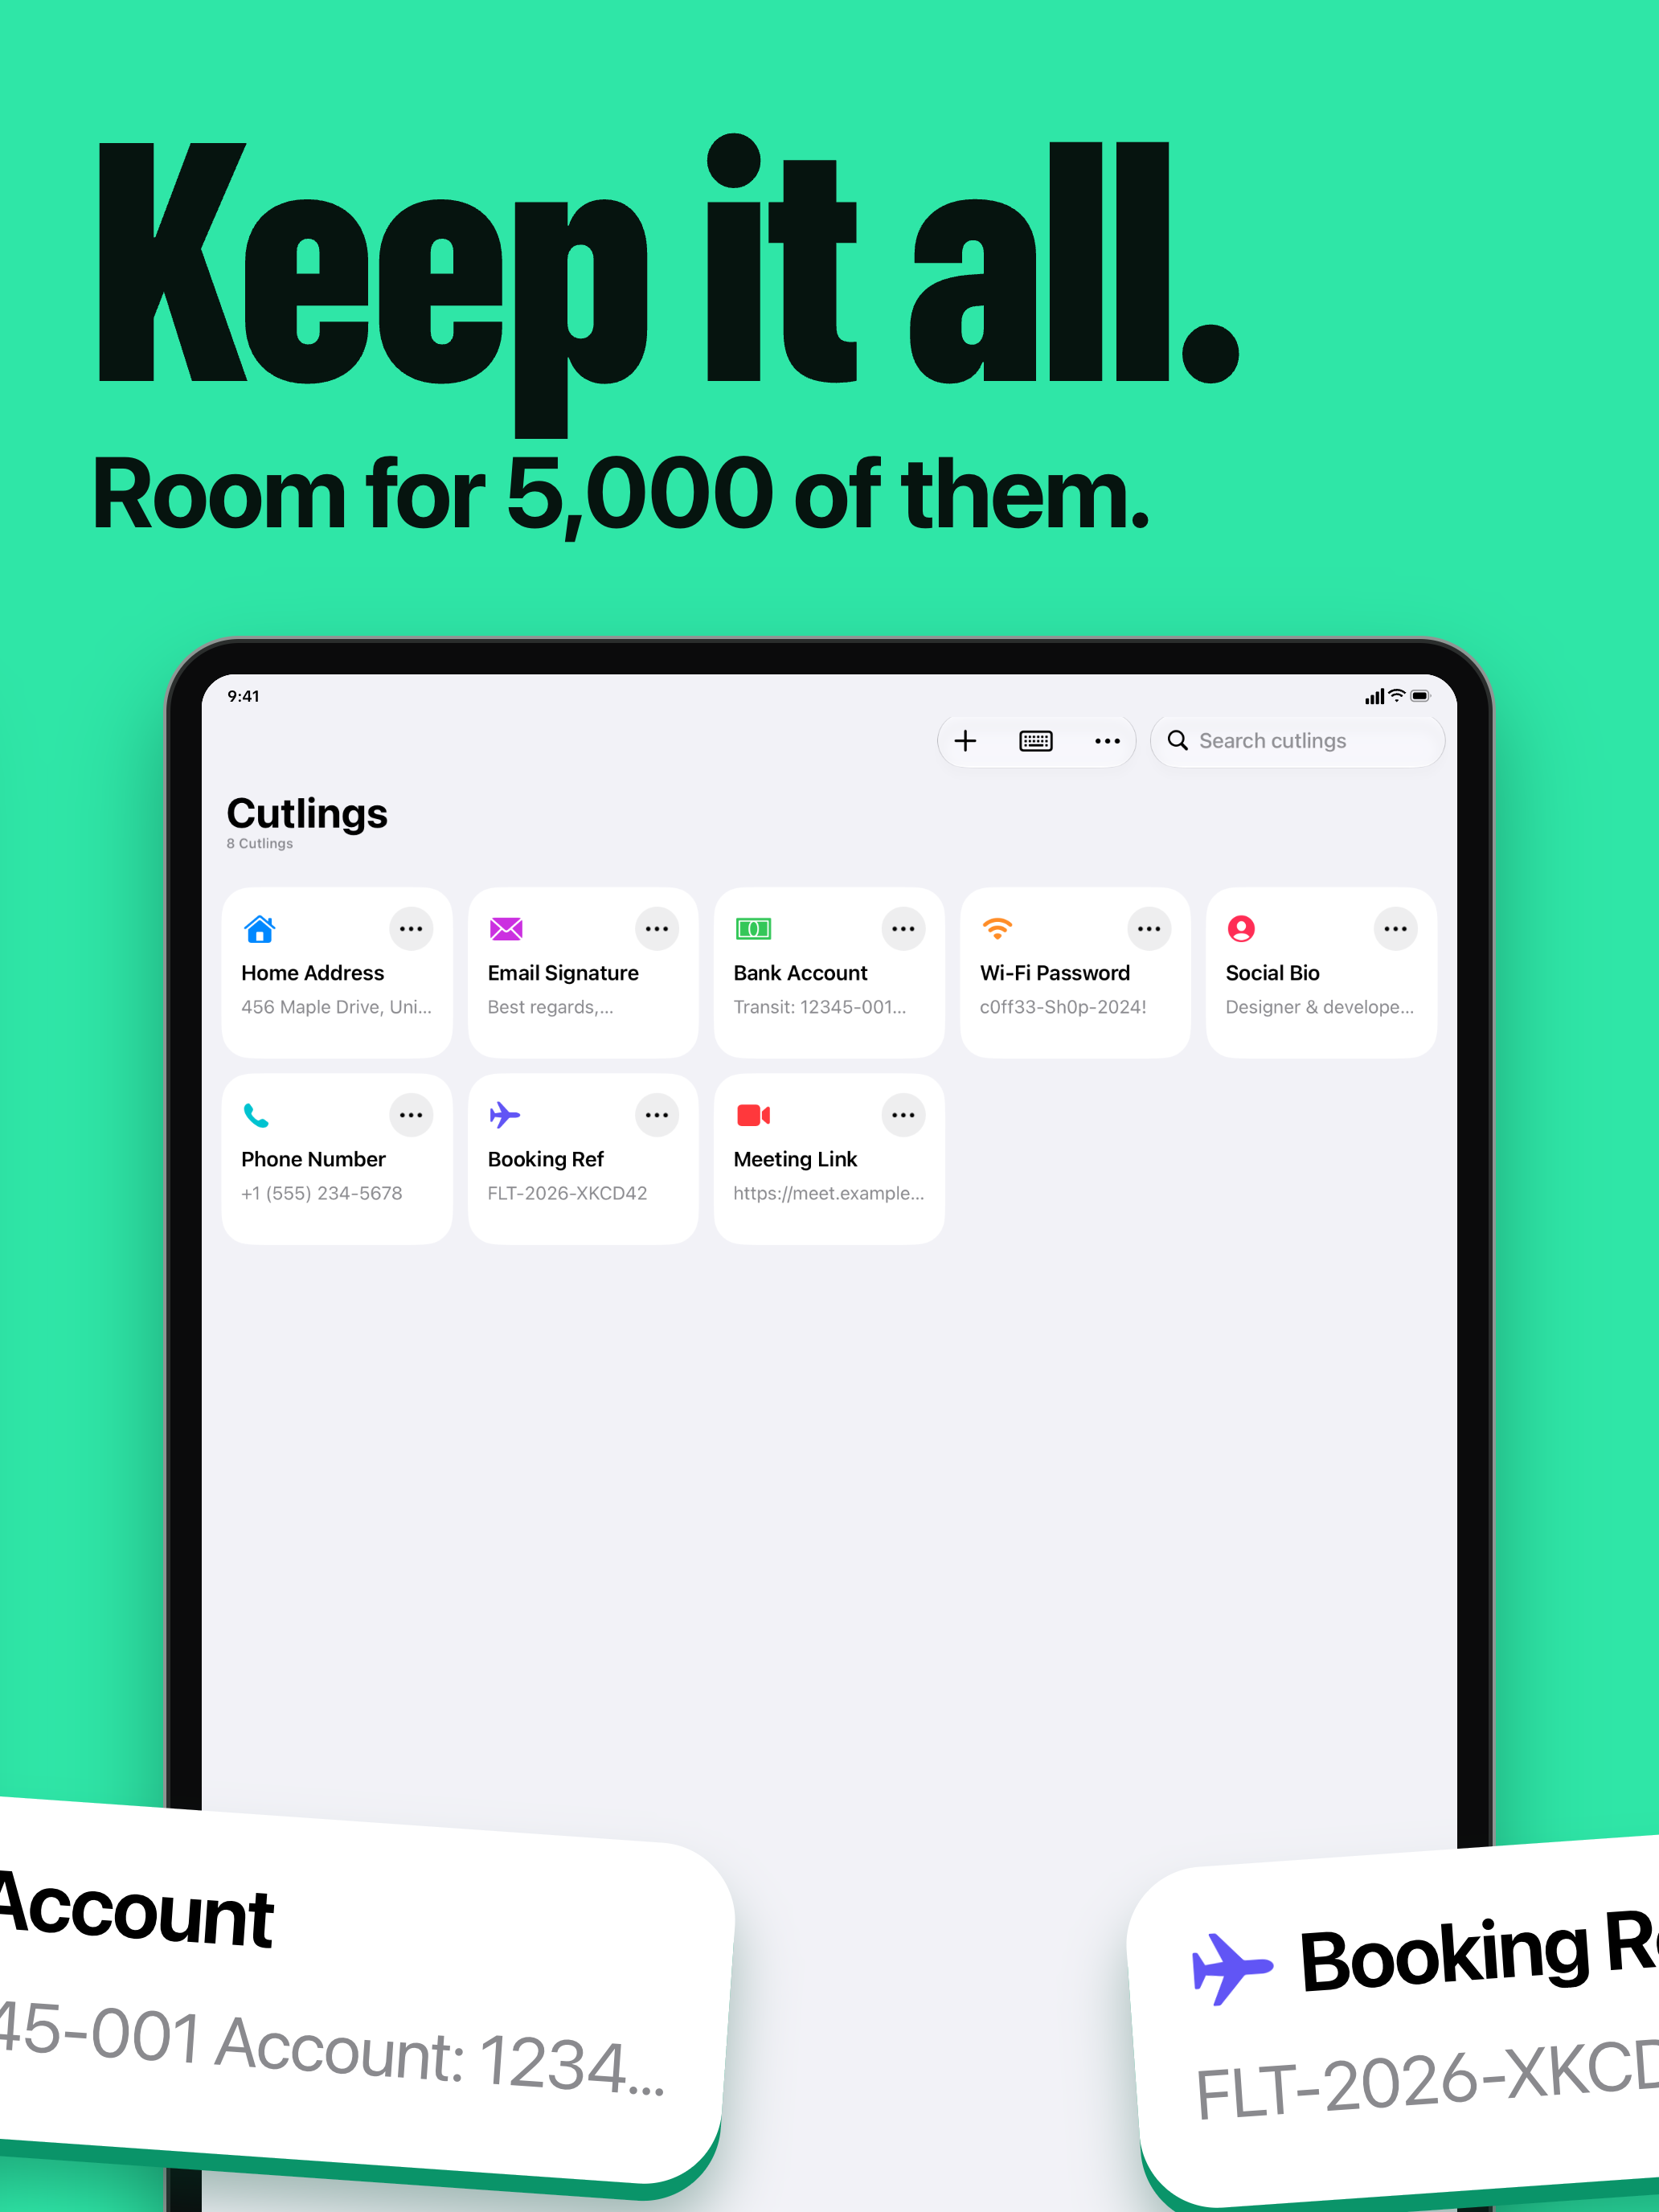 Keep it all.
Room for 5,000 of them.
9:41
Search cutlings
Cutlings
8 Cutlings
Home Address
456 Maple Drive, Uni...
Email Signature
Best regards,...
Bank Account
Transit: 12345-001...
Wi-Fi Password
c0ff33-Sh0p-2024!
Social Bio
Designer & develope...
Phone Number
+1 (555) 234-5678
Booking Ref
FLT-2026-XKCD42
Meeting Link
https://meet.example...
Account
45-001 Account: 1234...
Booking R
FLT-2026-XKCD